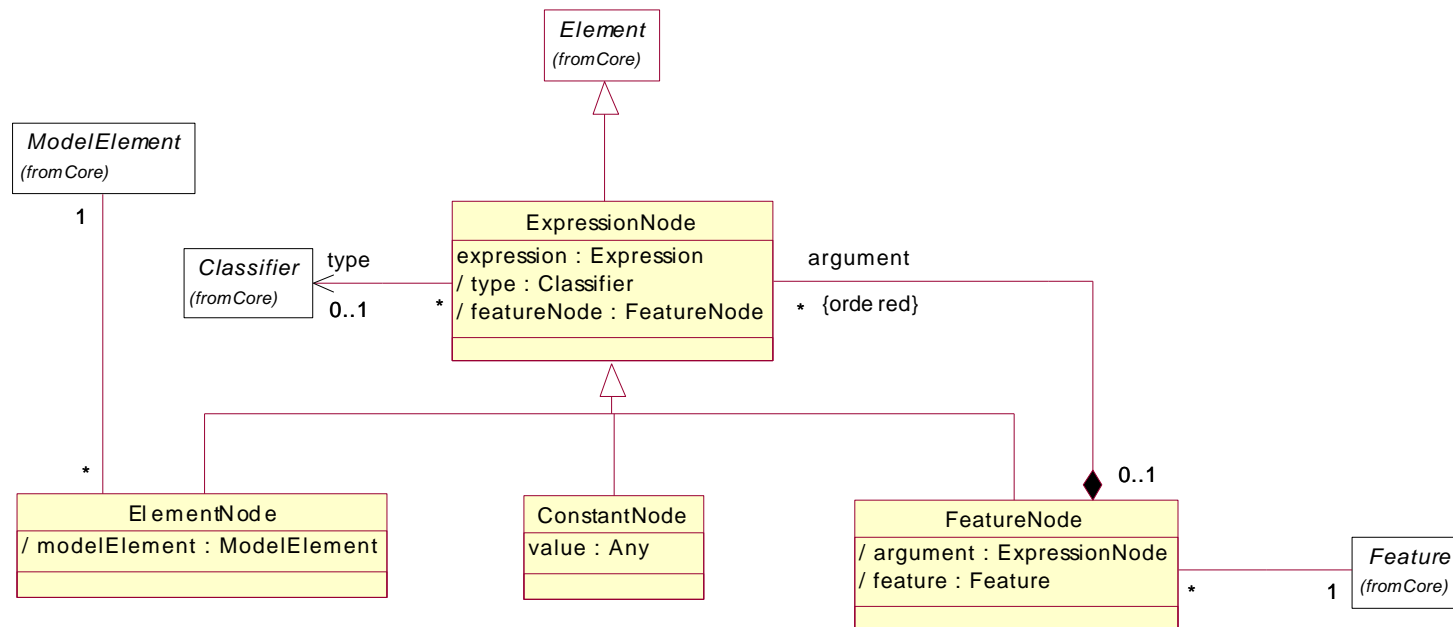 Element
(fromCore)
ModelElement
(fromCore)
1
ExpressionNode
expression : Expression
/ type : Classifier
/ featureNode : FeatureNode
Classifier
(fromCore)
type
0..1
*
argument
* {orde red}
*
0..1
ElementNode
/ modelElement : ModelElement
ConstantNode
value : Any
FeatureNode
/ argument : ExpressionNode
/ feature : Feature
*
1
Feature
(fromCore)